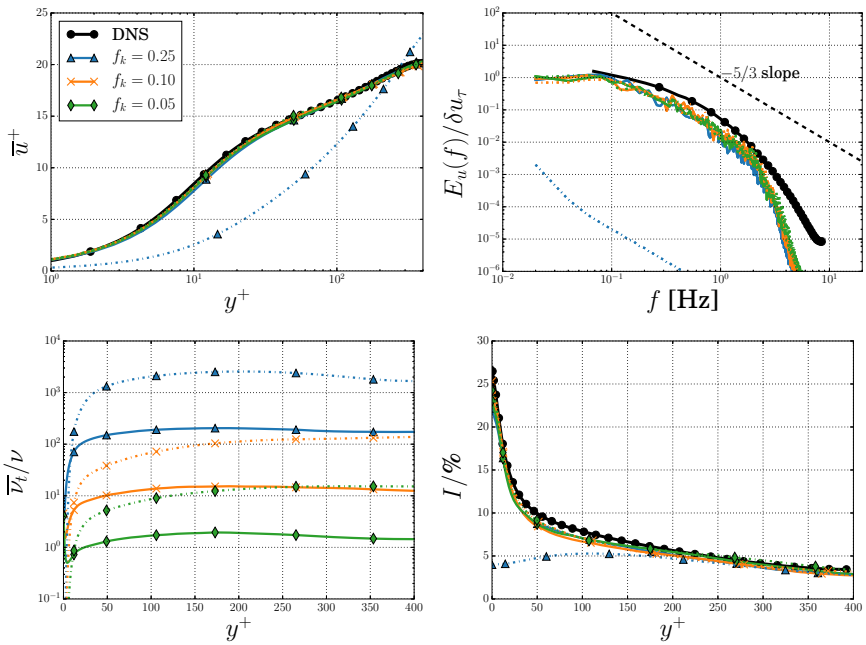 25
20
15
10
5
0
10⁰
10¹
10²
y⁺
u̅⁺
DNS
f_k = 0.25
f_k = 0.10
f_k = 0.05
10²
10¹
10⁰
10⁻¹
10⁻²
10⁻³
10⁻⁴
10⁻⁵
10⁻⁶
10⁻²
10⁻¹
10⁰
10¹
f [Hz]
E_u(f)/δu_τ
−5/3 slope
10⁴
10³
10²
10¹
10⁰
10⁻¹
0 50 100 150 200 250 300 350 400
y⁺
ν̅_t/ν
30
25
20
15
10
5
0
0 50 100 150 200 250 300 350 400
y⁺
I/%